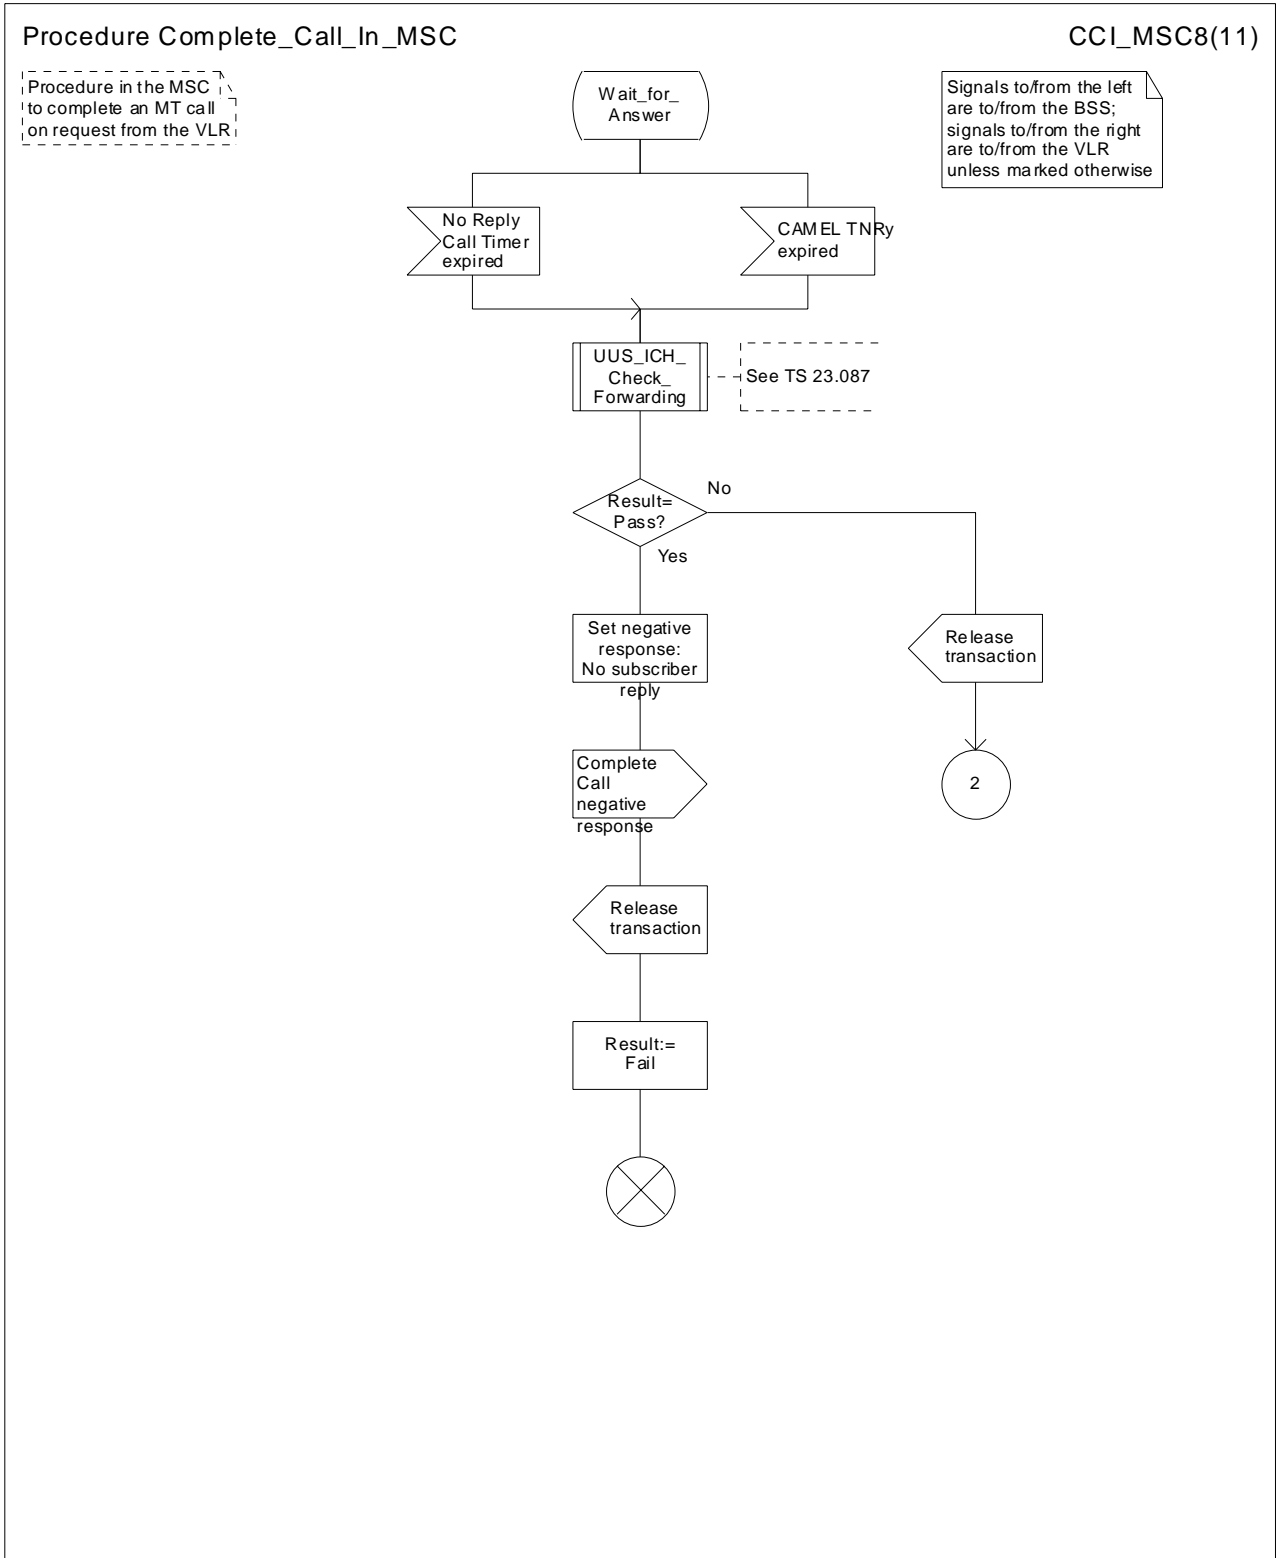 Procedure Complete_Call_In_MSC
CCI_MSC8(11)
Procedure in the MSC
to complete an MT call
on request from the VLR
Wait_for_
Answer
Signals to/from the left
are to/from the BSS;
signals to/from the right
are to/from the VLR
unless marked otherwise
No Reply
Call Timer
expired
CAMEL TNRy
expired
UUS_ICH_
Check_
Forwarding
See TS 23.087
Result=
Pass?
No
Yes
Set negative
response:
No subscriber
reply
Release
transaction
Complete
Call
negative
response
2
Release
transaction
Result:=
Fail